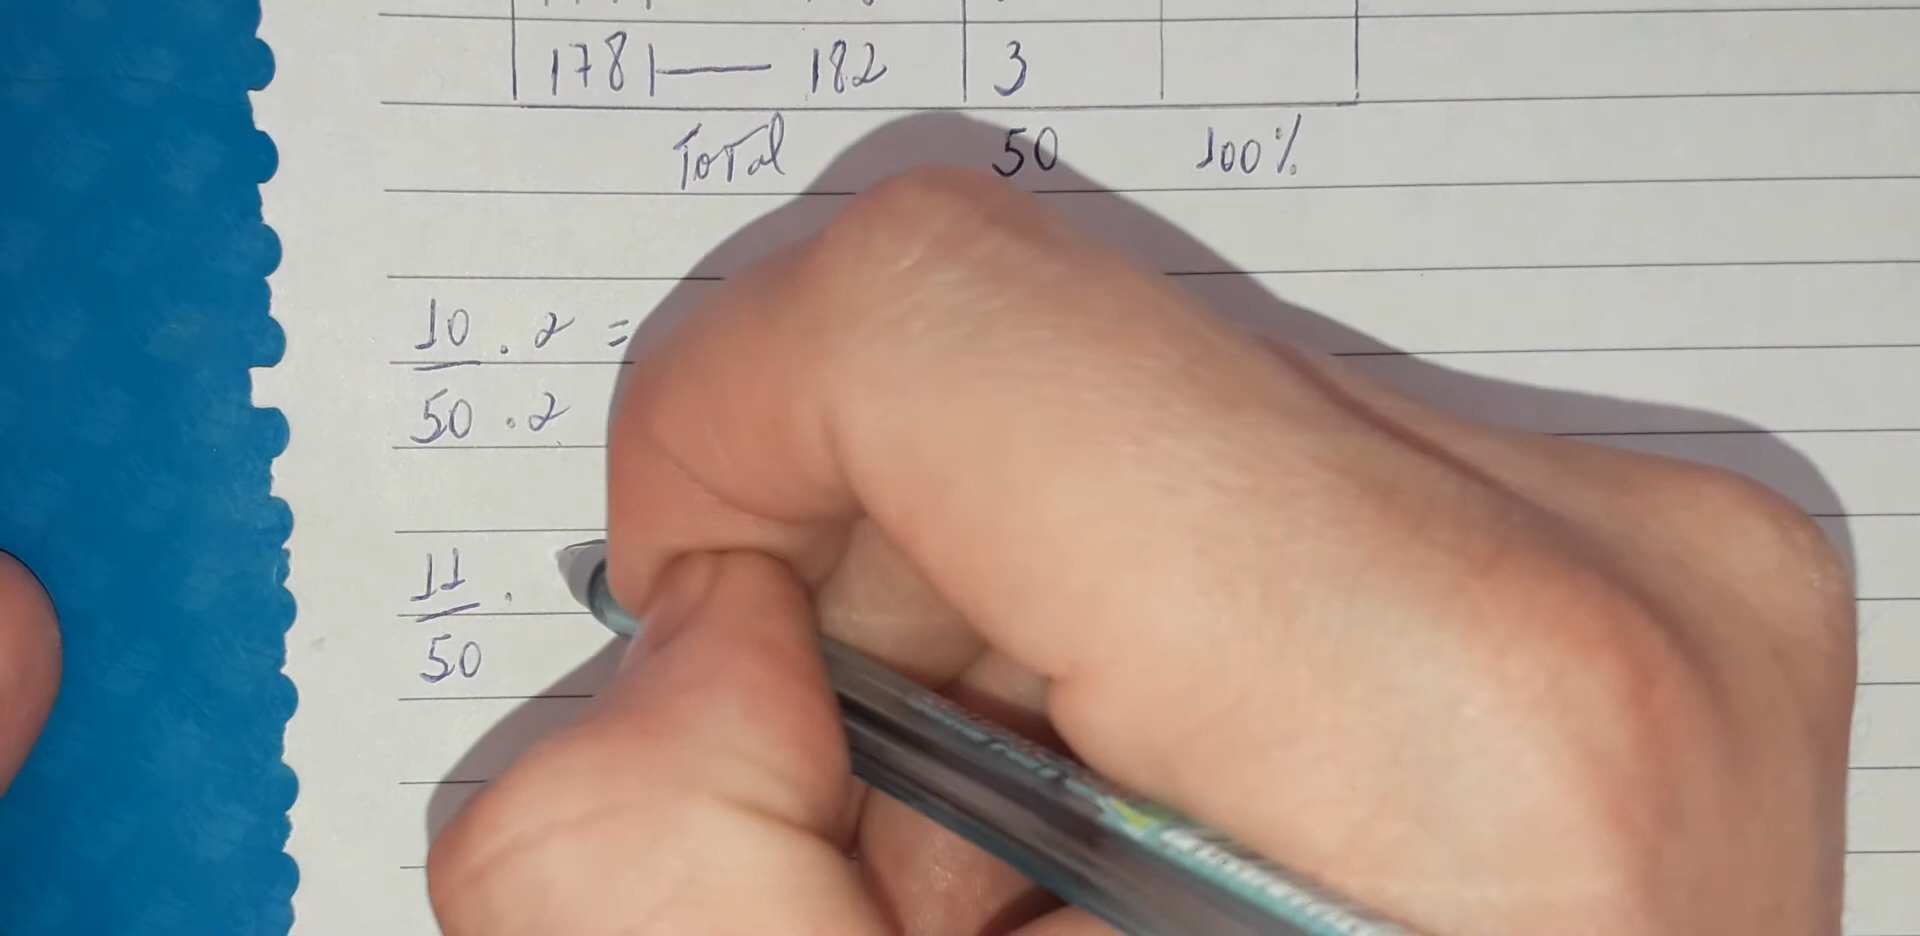 178 |—— 182 3
Total 50 100%
10 . 2 =
50 . 2
11 .
50